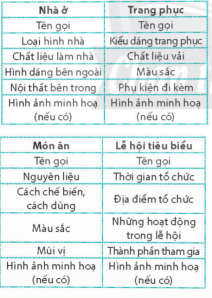 Nhà ở Trang phục
Tên gọi Tên gọi
Loại hình nhà Kiểu dáng trang phục
Chất liệu làm nhà Chất liệu vải
Hình dáng bên ngoài Màu sắc
Nội thất bên trong Phụ kiện đi kèm
Hình ảnh minh hoạ Hình ảnh minh hoạ
(nếu có) (nếu có)
Món ăn Lễ hội tiêu biểu
Tên gọi Tên gọi
Nguyên liệu Thời gian tổ chức
Cách chế biến, Địa điểm tổ chức
cách dùng
Màu sắc Những hoạt động
trong lễ hội
Mùi vị Thành phần tham gia
Hình ảnh minh hoạ Hình ảnh minh hoạ
(nếu có) (nếu có)